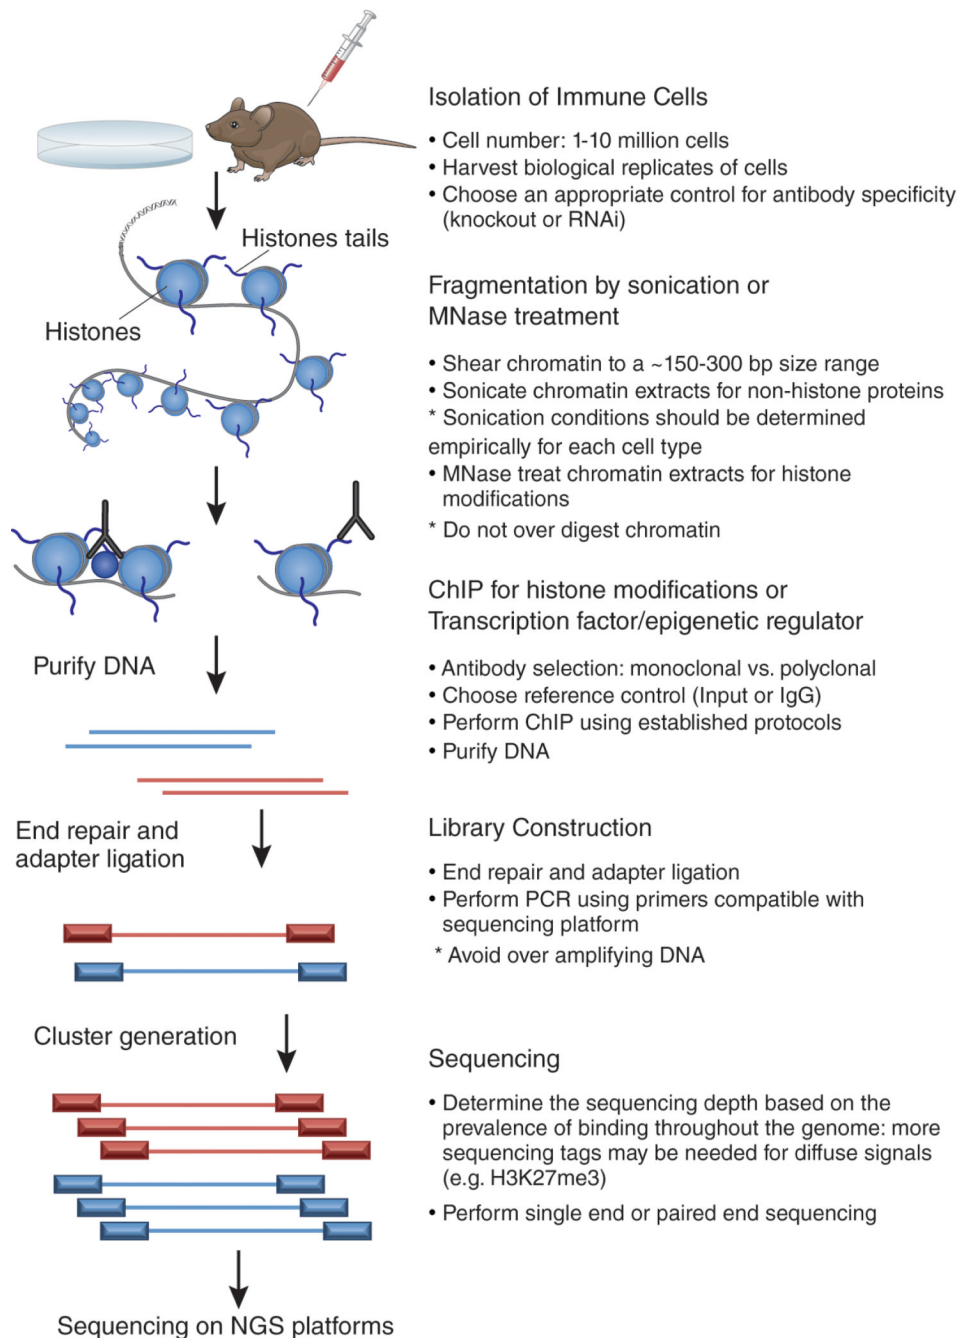 Isolation of Immune Cells
• Cell number: 1-10 million cells
• Harvest biological replicates of cells
• Choose an appropriate control for antibody specificity
(knockout or RNAi)
Histones tails
Histones
Fragmentation by sonication or
MNase treatment
• Shear chromatin to a ~150-300 bp size range
• Sonicate chromatin extracts for non-histone proteins
* Sonication conditions should be determined
empirically for each cell type
• MNase treat chromatin extracts for histone
modifications
* Do not over digest chromatin
ChIP for histone modifications or
Transcription factor/epigenetic regulator
• Antibody selection: monoclonal vs. polyclonal
• Choose reference control (Input or IgG)
• Perform ChIP using established protocols
• Purify DNA
Purify DNA
End repair and
adapter ligation
Library Construction
• End repair and adapter ligation
• Perform PCR using primers compatible with
sequencing platform
* Avoid over amplifying DNA
Cluster generation
Sequencing
• Determine the sequencing depth based on the
prevalence of binding throughout the genome: more
sequencing tags may be needed for diffuse signals
(e.g. H3K27me3)
• Perform single end or paired end sequencing
Sequencing on NGS platforms